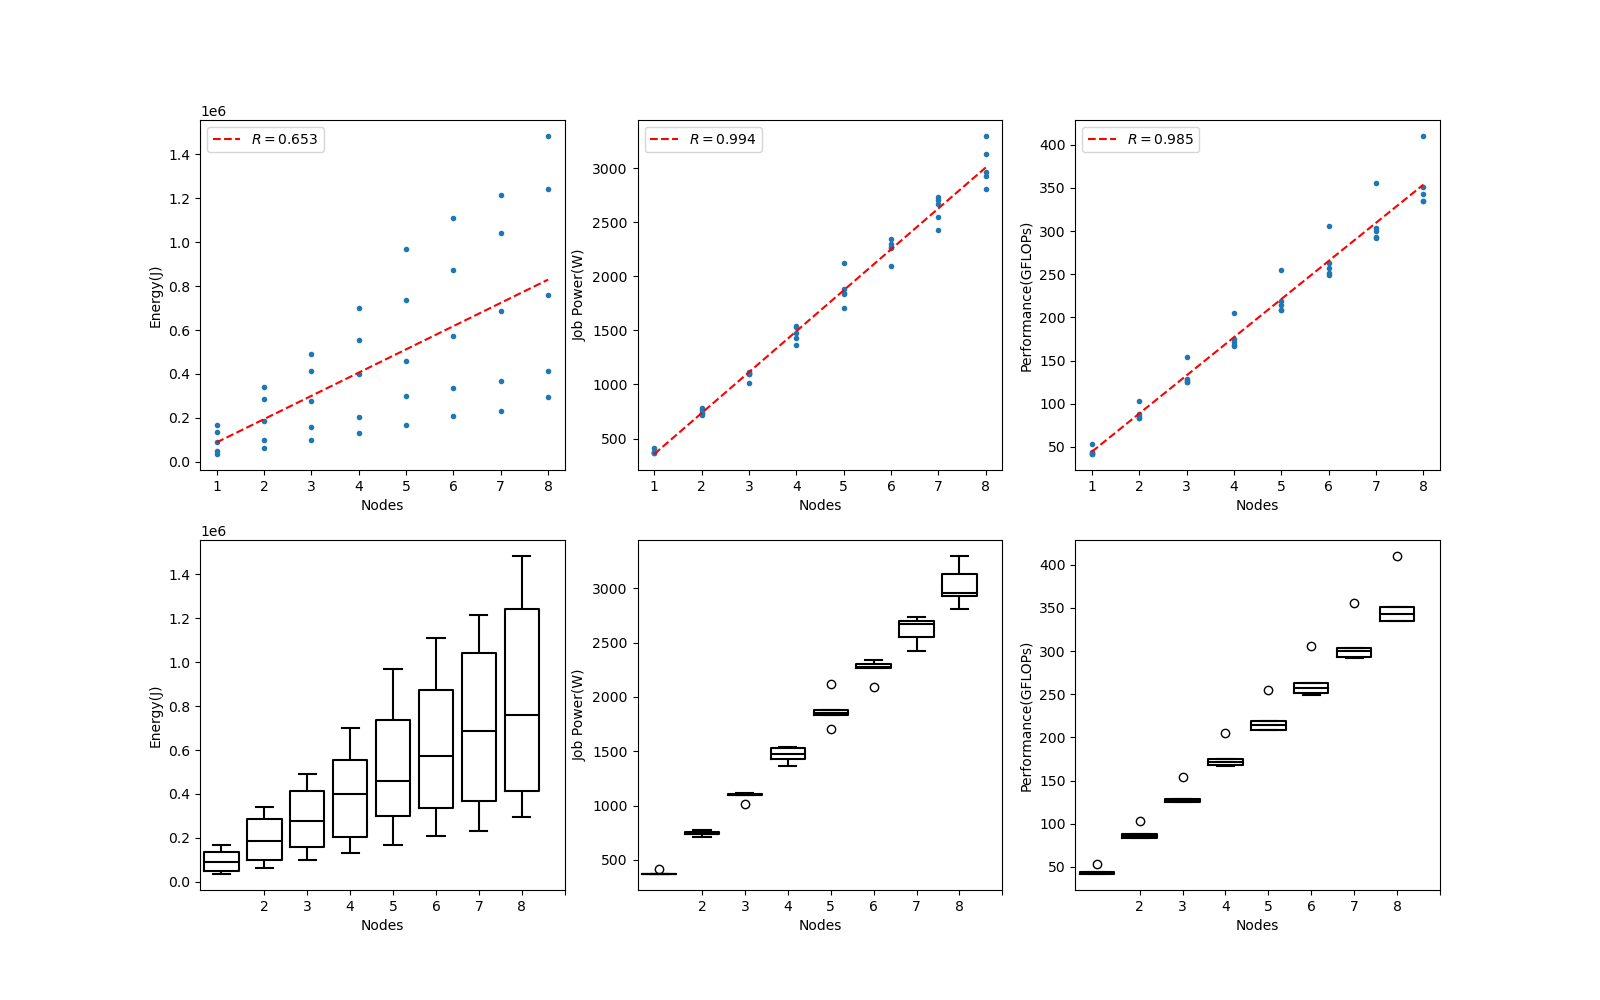 1e6
R = 0.653
Energy(J)
1.4
1.2
1.0
0.8
0.6
0.4
0.2
0.0
1 2 3 4 5 6 7 8
Nodes
R = 0.994
Job Power(W)
3000
2500
2000
1500
1000
500
1 2 3 4 5 6 7 8
Nodes
R = 0.985
Performance(GFLOPs)
400
350
300
250
200
150
100
50
1 2 3 4 5 6 7 8
Nodes
1e6
Energy(J)
1.4
1.2
1.0
0.8
0.6
0.4
0.2
0.0
2 3 4 5 6 7 8
Nodes
Job Power(W)
3000
2500
2000
1500
1000
500
2 3 4 5 6 7 8
Nodes
Performance(GFLOPs)
400
350
300
250
200
150
100
50
2 3 4 5 6 7 8
Nodes